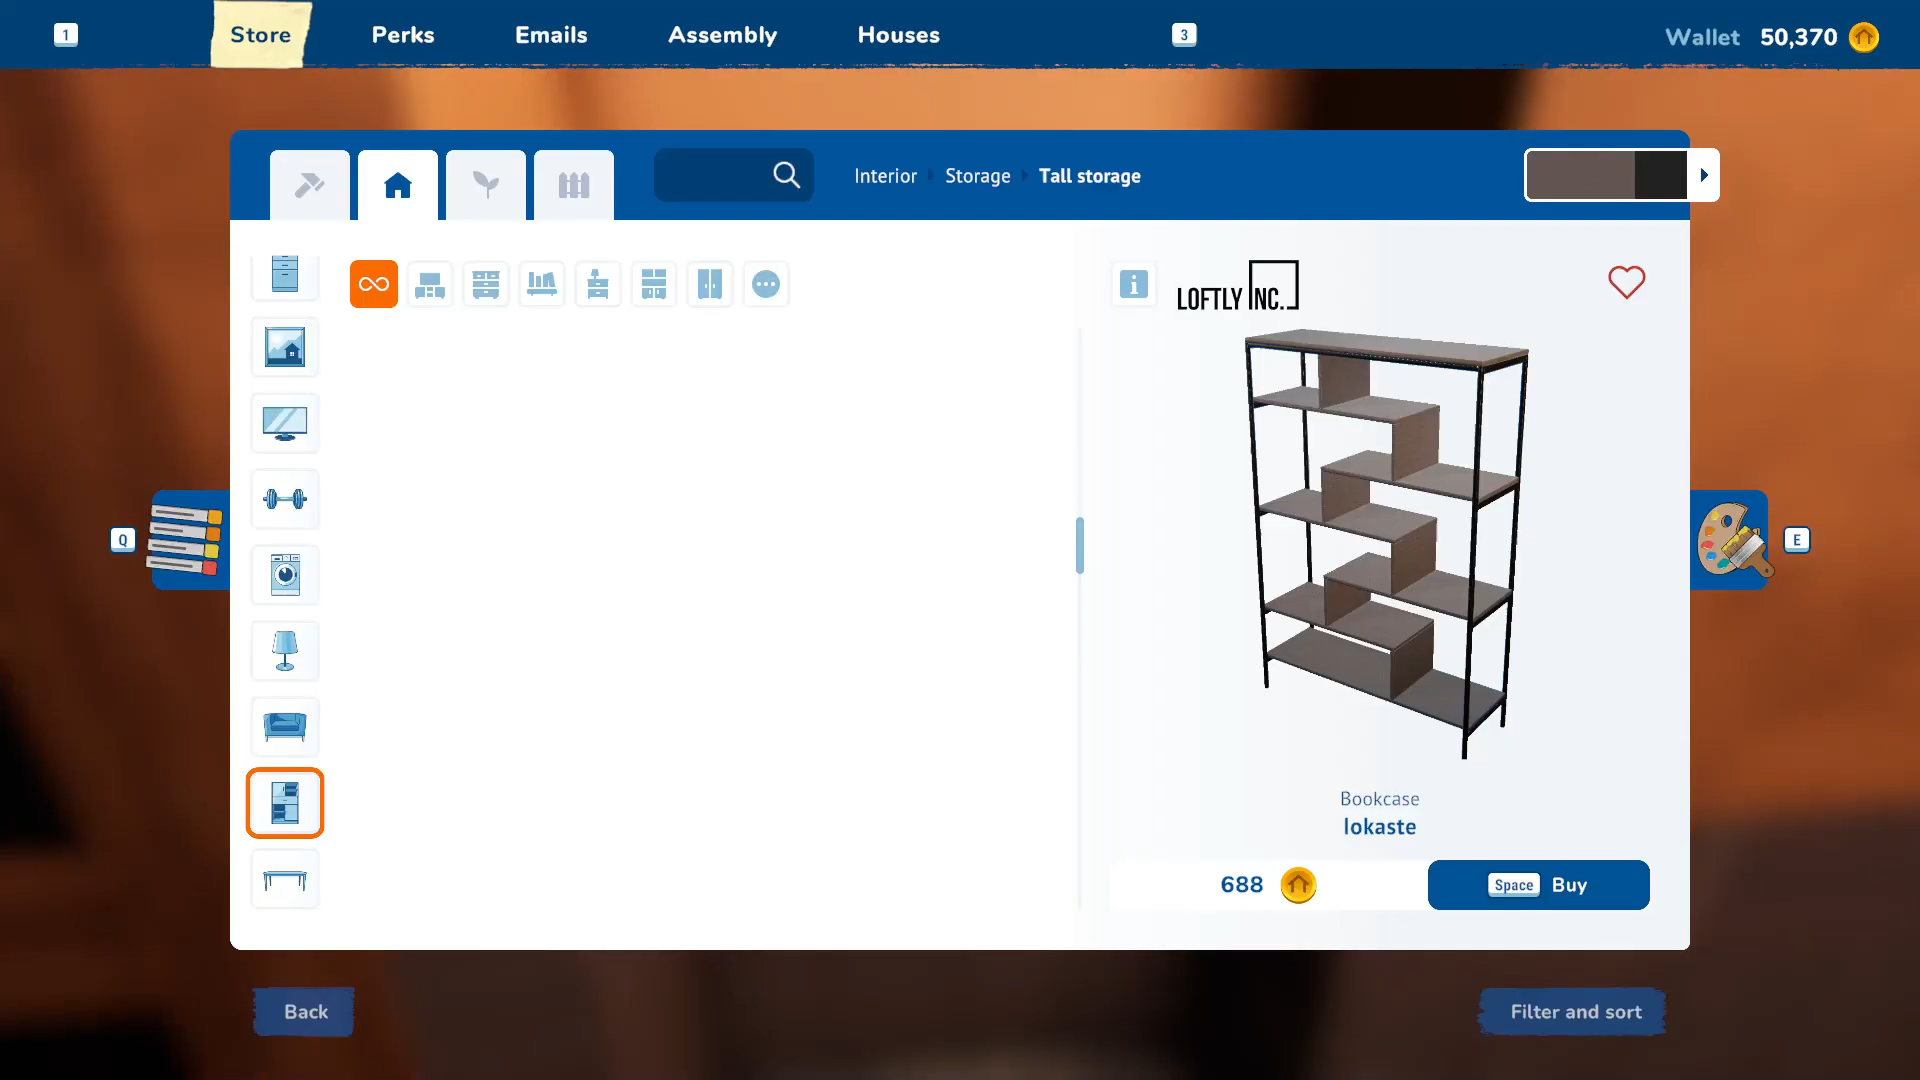 1
Store
Perks
Emails
Assembly
Houses
3
Wallet 50,370
Interior
Storage
Tall storage
i
LOFTLY INC.
Q
E
Bookcase
Iokaste
688
Space Buy
Back
Filter and sort